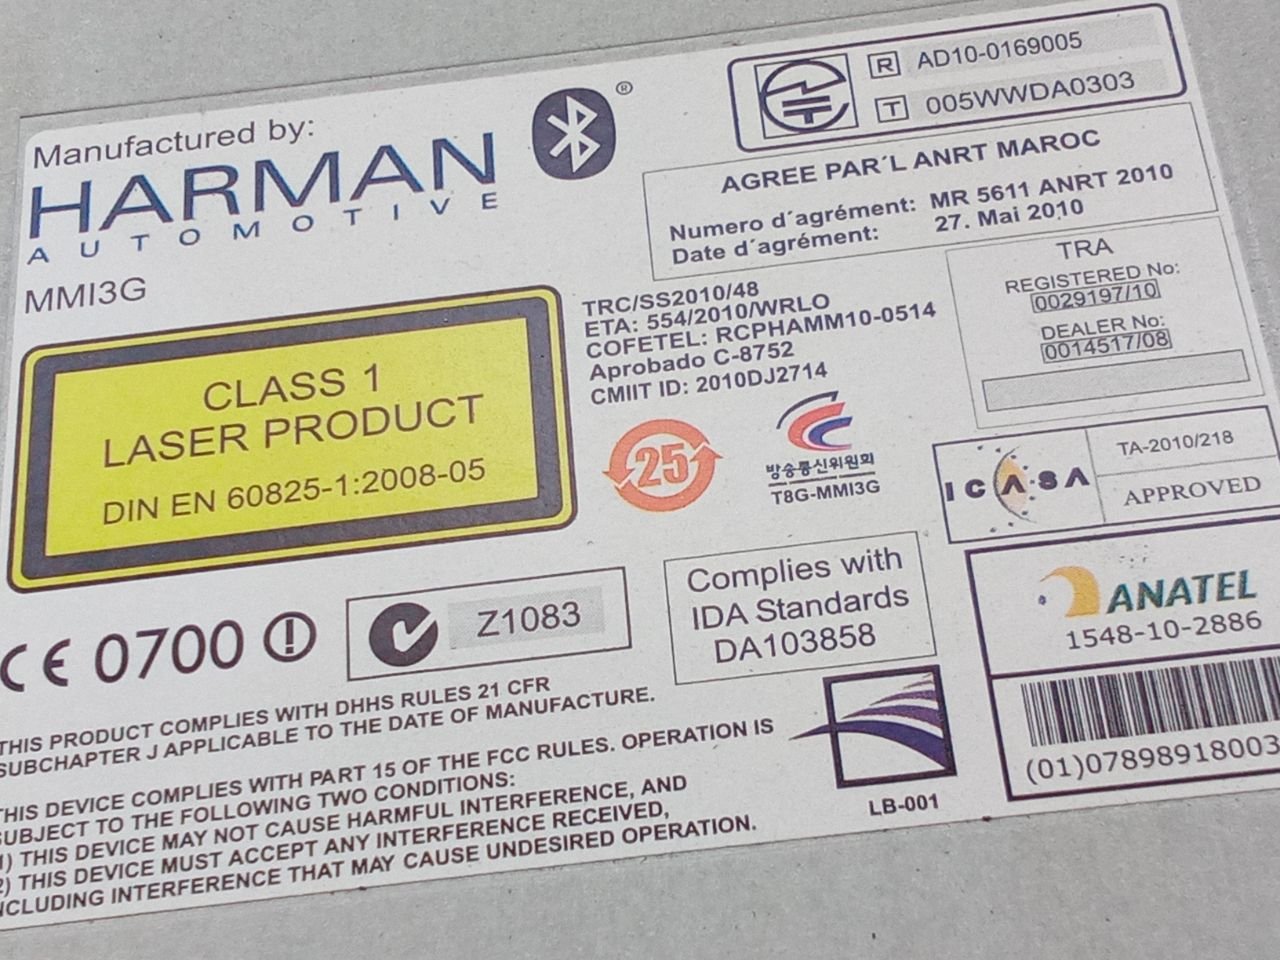 Manufactured by:
HARMAN
AUTOMOTIVE
®
MMI3G
R AD10-0169005
T 005WWDA0303
AGREE PAR´L ANRT MAROC
Numero d´agrément: MR 5611 ANRT 2010
Date d´agrément: 27. Mai 2010
TRA
REGISTERED No:
0029197/10
DEALER No:
0014517/08
TRC/SS2010/48
ETA: 554/2010/WRLO
COFETEL: RCPHAMM10-0514
Aprobado C-8752
CMIIT ID: 2010DJ2714
CLASS 1
LASER PRODUCT
DIN EN 60825-1:2008-05
25
방송통신위원회
T8G-MMI3G
ICASA
TA-2010/218
APPROVED
CE 0700
Z1083
Complies with
IDA Standards
DA103858
ANATEL
1548-10-2886
(01)07898918003
LB-001
THIS PRODUCT COMPLIES WITH DHHS RULES 21 CFR
SUBCHAPTER J APPLICABLE TO THE DATE OF MANUFACTURE.
THIS DEVICE COMPLIES WITH PART 15 OF THE FCC RULES. OPERATION IS
SUBJECT TO THE FOLLOWING TWO CONDITIONS:
1) THIS DEVICE MAY NOT CAUSE HARMFUL INTERFERENCE, AND
2) THIS DEVICE MUST ACCEPT ANY INTERFERENCE RECEIVED,
INCLUDING INTERFERENCE THAT MAY CAUSE UNDESIRED OPERATION.